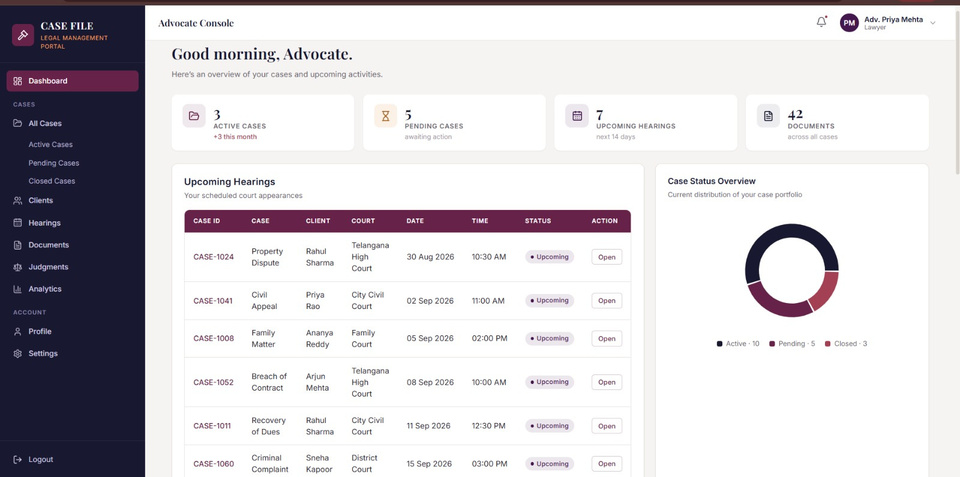 CASE FILE
LEGAL MANAGEMENT
PORTAL
Dashboard
CASES
All Cases
Active Cases
Pending Cases
Closed Cases
Clients
Hearings
Documents
Judgments
Analytics
ACCOUNT
Profile
Settings
Logout
Advocate Console
PM
Adv. Priya Mehta
Lawyer
Good morning, Advocate.
Here's an overview of your cases and upcoming activities.
3
ACTIVE CASES
+3 this month
5
PENDING CASES
awaiting action
7
UPCOMING HEARINGS
next 14 days
42
DOCUMENTS
across all cases
Upcoming Hearings
Your scheduled court appearances
CASE ID CASE CLIENT COURT DATE TIME STATUS ACTION
CASE-1024 Property Dispute Rahul Sharma Telangana High Court 30 Aug 2026 10:30 AM Upcoming Open
CASE-1041 Civil Appeal Priya Rao City Civil Court 02 Sep 2026 11:00 AM Upcoming Open
CASE-1008 Family Matter Ananya Reddy Family Court 05 Sep 2026 02:00 PM Upcoming Open
CASE-1052 Breach of Contract Arjun Mehta Telangana High Court 08 Sep 2026 10:00 AM Upcoming Open
CASE-1011 Recovery of Dues Rahul Sharma City Civil Court 11 Sep 2026 12:30 PM Upcoming Open
CASE-1060 Criminal Complaint Sneha Kapoor District Court 15 Sep 2026 03:00 PM Upcoming Open
Case Status Overview
Current distribution of your case portfolio
Active · 10 Pending · 5 Closed · 3